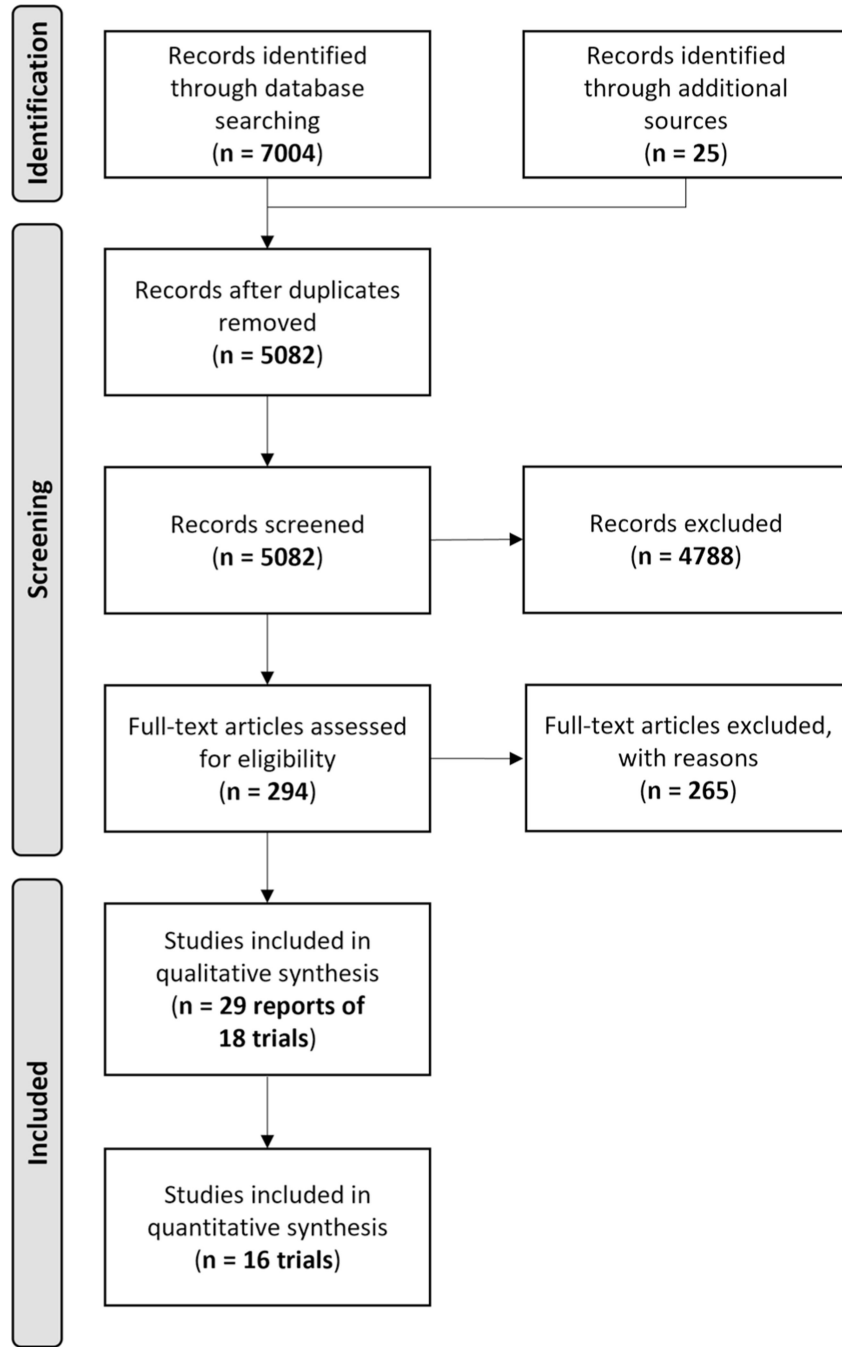 Identification
Records identified
through database
searching
(n = 7004)
Records identified
through additional
sources
(n = 25)
Screening
Records after duplicates
removed
(n = 5082)
Records screened
(n = 5082)
Records excluded
(n = 4788)
Full-text articles assessed
for eligibility
(n = 294)
Full-text articles excluded,
with reasons
(n = 265)
Included
Studies included in
qualitative synthesis
(n = 29 reports of
18 trials)
Studies included in
quantitative synthesis
(n = 16 trials)